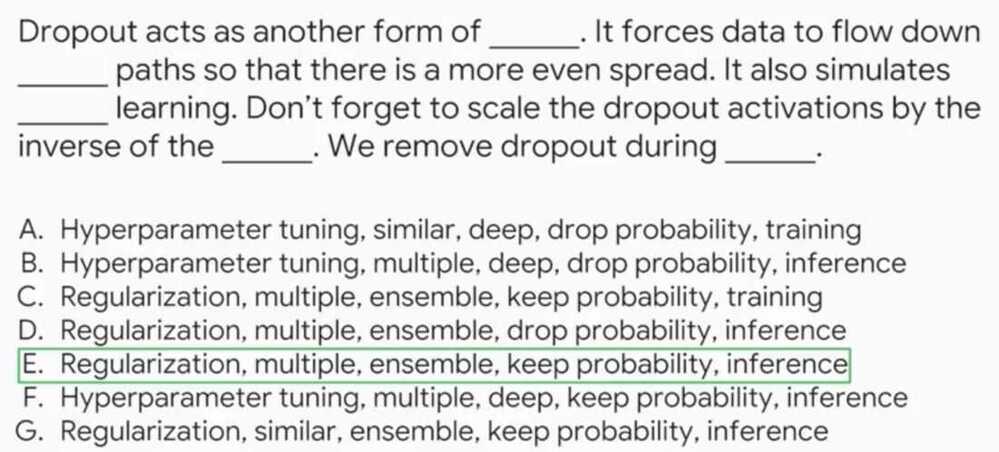 Dropout acts as another form of ______. It forces data to flow down
______ paths so that there is a more even spread. It also simulates
______ learning. Don't forget to scale the dropout activations by the
inverse of the ______. We remove dropout during ______.
A. Hyperparameter tuning, similar, deep, drop probability, training
B. Hyperparameter tuning, multiple, deep, drop probability, inference
C. Regularization, multiple, ensemble, keep probability, training
D. Regularization, multiple, ensemble, drop probability, inference
E. Regularization, multiple, ensemble, keep probability, inference
F. Hyperparameter tuning, multiple, deep, keep probability, inference
G. Regularization, similar, ensemble, keep probability, inference